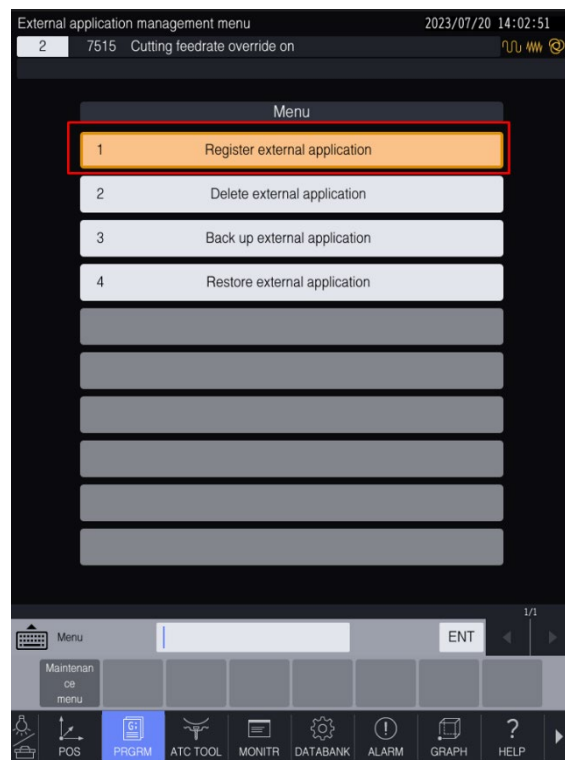 External application management menu 2023/07/20 14:02:51
2 7515 Cutting feedrate override on
Menu
1 Register external application
2 Delete external application
3 Back up external application
4 Restore external application
1/1
Menu ENT
Maintenan
ce
menu
POS PRGRM ATC TOOL MONITR DATABANK ALARM GRAPH HELP